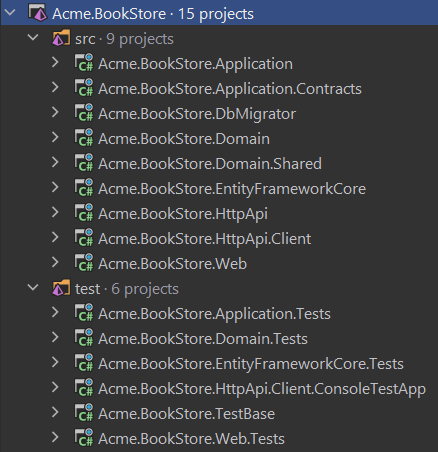 Acme.BookStore · 15 projects
src · 9 projects
C# Acme.BookStore.Application
C# Acme.BookStore.Application.Contracts
C# Acme.BookStore.DbMigrator
C# Acme.BookStore.Domain
C# Acme.BookStore.Domain.Shared
C# Acme.BookStore.EntityFrameworkCore
C# Acme.BookStore.HttpApi
C# Acme.BookStore.HttpApi.Client
C# Acme.BookStore.Web
test · 6 projects
C# Acme.BookStore.Application.Tests
C# Acme.BookStore.Domain.Tests
C# Acme.BookStore.EntityFrameworkCore.Tests
C# Acme.BookStore.HttpApi.Client.ConsoleTestApp
C# Acme.BookStore.TestBase
C# Acme.BookStore.Web.Tests